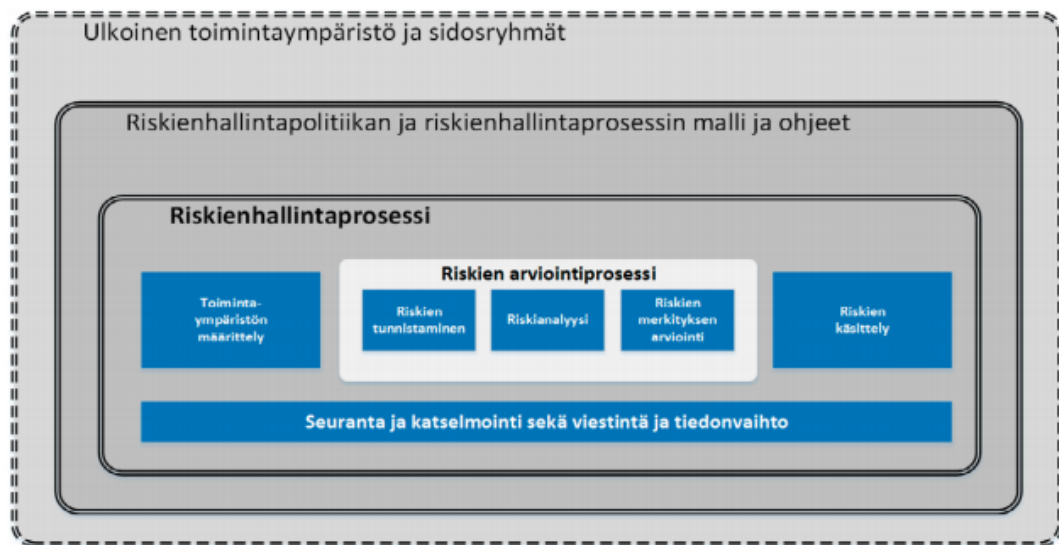 Ulkoinen toimintaympäristö ja sidosryhmät
Riskienhallintapolitiikan ja riskienhallintaprosessin malli ja ohjeet
Riskienhallintaprosessi
Toiminta-
ympäristön
määrittely
Riskien arviointiprosessi
Riskien
tunnistaminen
Riskianalyysi
Riskien
merkityksen
arviointi
Riskien
käsittely
Seuranta ja katselmointi sekä viestintä ja tiedonvaihto